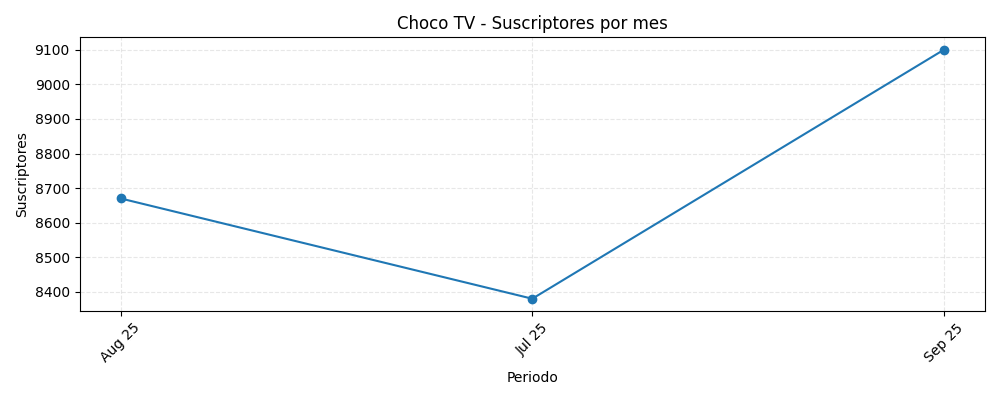 Choco TV - Suscriptores por mes
Suscriptores
9100
9000
8900
8800
8700
8600
8500
8400
Aug 25
Jul 25
Sep 25
Periodo